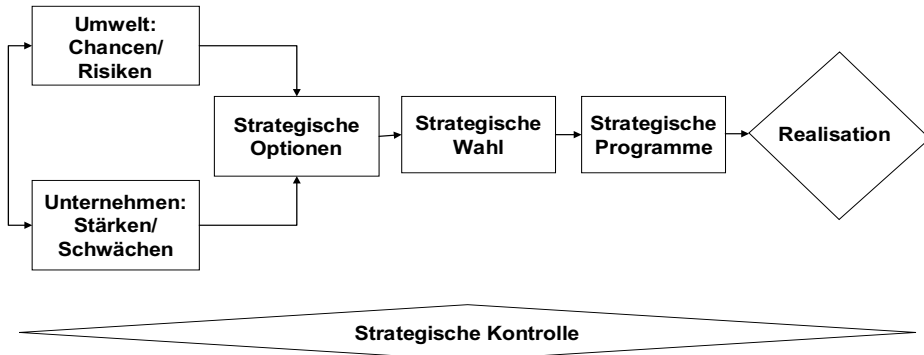 Umwelt:
Chancen/
Risiken
Strategische
Optionen
Strategische
Wahl
Strategische
Programme
Realisation
Unternehmen:
Stärken/
Schwächen
Strategische Kontrolle